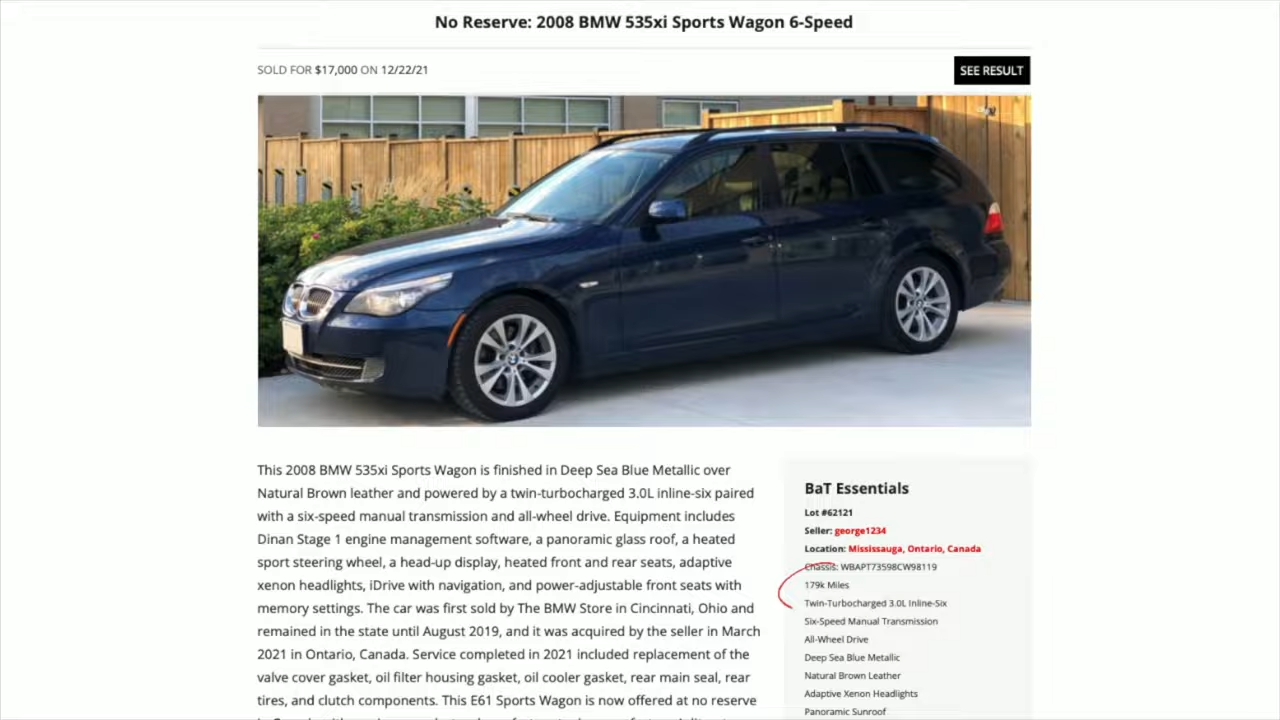 No Reserve: 2008 BMW 535xi Sports Wagon 6-Speed
SOLD FOR $17,000 ON 12/22/21
SEE RESULT
This 2008 BMW 535xi Sports Wagon is finished in Deep Sea Blue Metallic over
Natural Brown leather and powered by a twin-turbocharged 3.0L inline-six paired
with a six-speed manual transmission and all-wheel drive. Equipment includes
Dinan Stage 1 engine management software, a panoramic glass roof, a heated
sport steering wheel, a head-up display, heated front and rear seats, adaptive
xenon headlights, iDrive with navigation, and power-adjustable front seats with
memory settings. The car was first sold by The BMW Store in Cincinnati, Ohio and
remained in the state until August 2019, and it was acquired by the seller in March
2021 in Ontario, Canada. Service completed in 2021 included replacement of the
valve cover gasket, oil filter housing gasket, oil cooler gasket, rear main seal, rear
tires, and clutch components. This E61 Sports Wagon is now offered at no reserve
BaT Essentials
Lot #62121
Seller: george1234
Location: Mississauga, Ontario, Canada
Chassis: WBAPT73598CW98119
179k Miles
Twin-Turbocharged 3.0L Inline-Six
Six-Speed Manual Transmission
All-Wheel Drive
Deep Sea Blue Metallic
Natural Brown Leather
Adaptive Xenon Headlights
Panoramic Sunroof